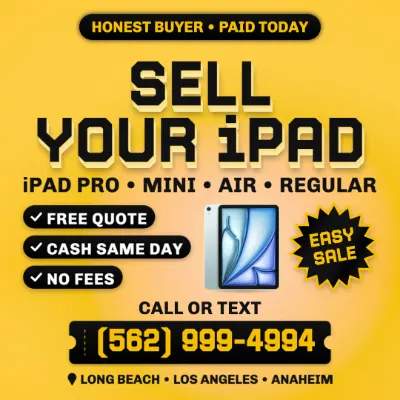 HONEST BUYER • PAID TODAY
SELL
YOUR iPAD
iPAD PRO • MINI • AIR • REGULAR
FREE QUOTE
CASH SAME DAY
NO FEES
EASY
SALE
CALL OR TEXT
(562) 999-4994
LONG BEACH • LOS ANGELES • ANAHEIM